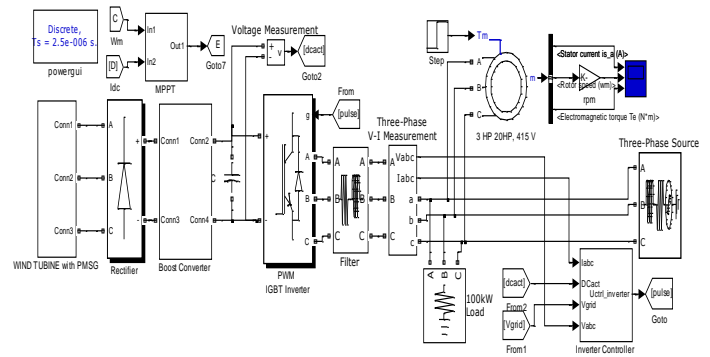 Discrete,
Ts = 2.5e-006 s.
powergui
C
Wm
[D]
Idc
In1
In2
Out1
MPPT
E
Goto7
Voltage Measurement
+
-
v
[dcact]
Goto2
From
[pulse]
Step
Tm
A
B
C
m
3 HP 20HP, 415 V
<Stator current is_a (A)>
K-
<Rotor speed (wm)>
rpm
<Electromagnetic torque Te (N*m)>
Conn1
Conn2
Conn3
WIND TUBINE with PMSG
A
B
C
+
-
Rectifier
Conn1
Conn2
Conn3
Conn4
Boost Converter
C
+
-
g
A
B
C
PWM
IGBT Inverter
A
B
C
A
B
C
Filter
Three-Phase
V-I Measurement
A
B
C
Vabc
Iabc
a
b
c
A
B
C
100kW
Load
Three-Phase Source
A
B
C
[dcact]
From2
[Vgrid]
From1
Iabc
DCact
Uctrl_inverter
Vgrid
Vabc
Inverter Controller
[pulse]
Goto